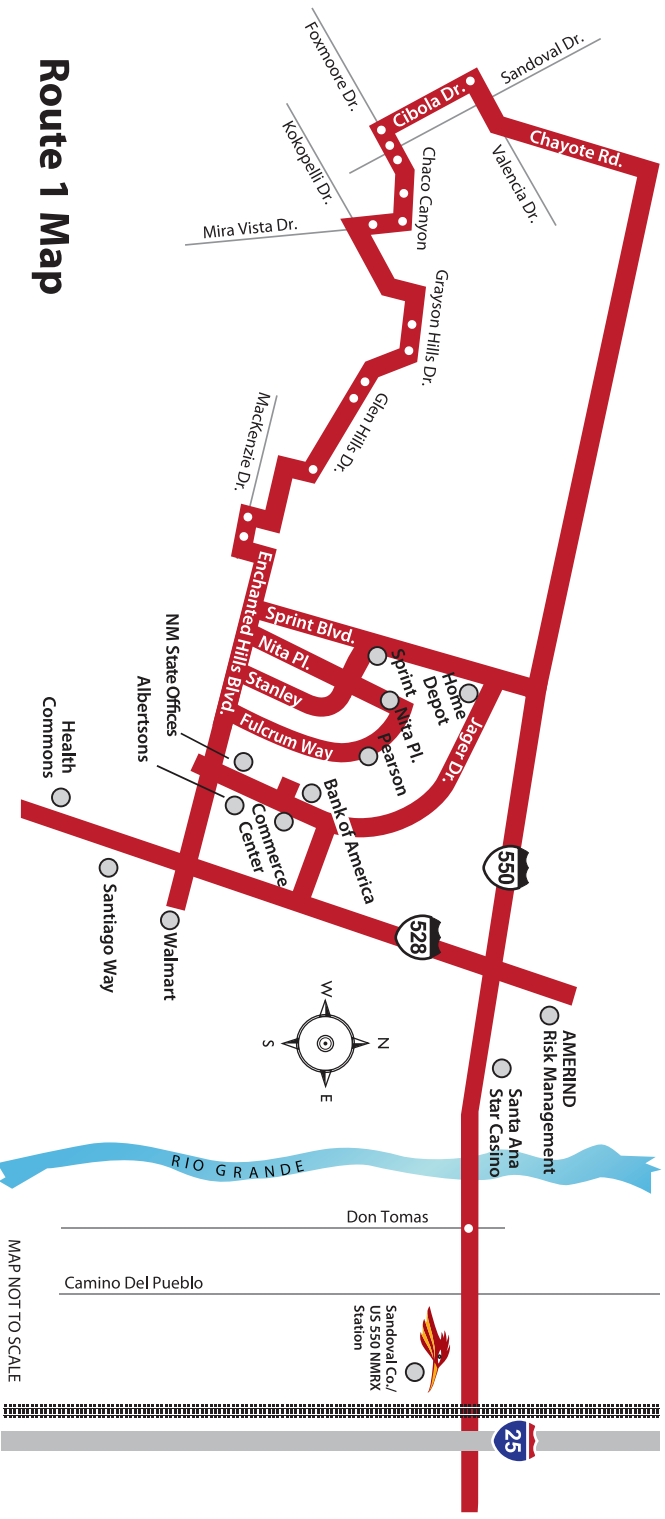 Route 1 Map
Foxmoore Dr.
Sandoval Dr.
Cibola Dr.
Chayote Rd.
Valencia Dr.
Kokopelli Dr.
Chaco Canyon
Mira Vista Dr.
Grayson Hills Dr.
Glen Hills Dr.
MacKenzie Dr.
Enchanted Hills Blvd.
Sprint Blvd.
Nita Pl.
Stanley
Fulcrum Way
Sprint
Home
Depot
Nita Pl.
Pearson
Jager Dr.
NM State Offices
Albertsons
Bank of America
Commerce
Center
Health
Commons
Santiago Way
Walmart
550
528
AMERIND
Risk Management
Santa Ana
Star Casino
N
W
E
S
RIO GRANDE
Don Tomas
Camino Del Pueblo
Sandoval Co./
US 550 NMRX
Station
25
MAP NOT TO SCALE